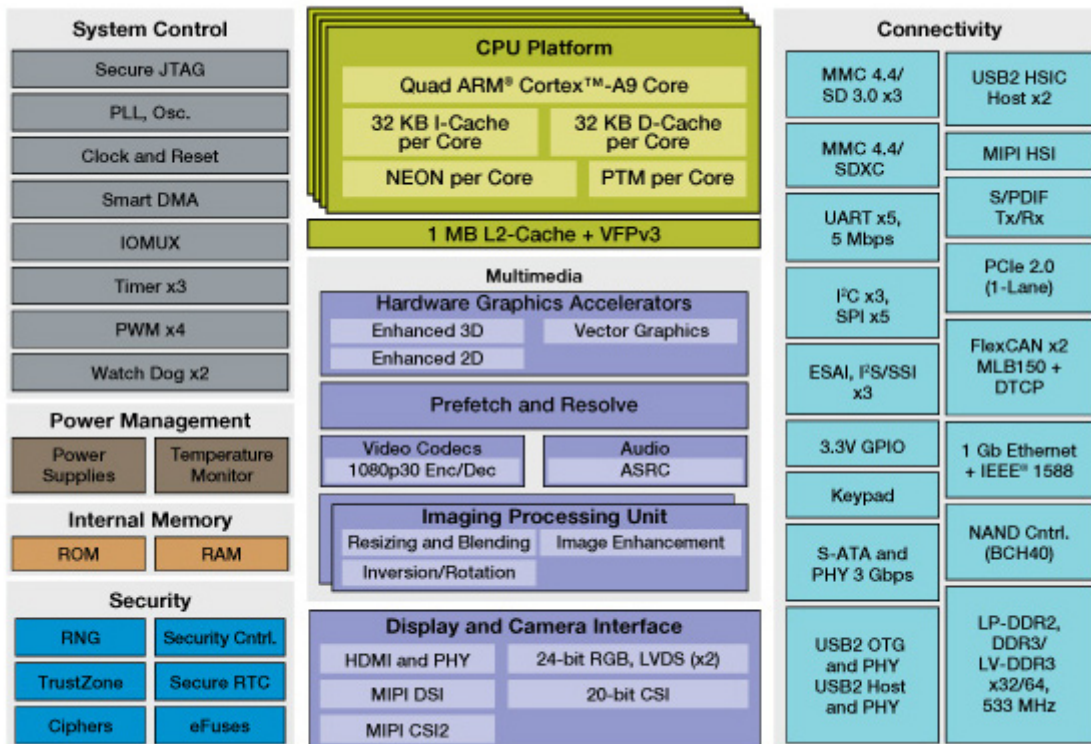 System Control
Secure JTAG
PLL, Osc.
Clock and Reset
Smart DMA
IOMUX
Timer x3
PWM x4
Watch Dog x2
Power Management
Power
Supplies
Temperature
Monitor
Internal Memory
ROM
RAM
Security
RNG
Security Cntrl.
TrustZone
Secure RTC
Ciphers
eFuses
CPU Platform
Quad ARM® Cortex™-A9 Core
32 KB I-Cache
per Core
32 KB D-Cache
per Core
NEON per Core
PTM per Core
1 MB L2-Cache + VFPv3
Multimedia
Hardware Graphics Accelerators
Enhanced 3D
Vector Graphics
Enhanced 2D
Prefetch and Resolve
Video Codecs
1080p30 Enc/Dec
Audio
ASRC
Imaging Processing Unit
Resizing and Blending
Image Enhancement
Inversion/Rotation
Display and Camera Interface
HDMI and PHY
24-bit RGB, LVDS (x2)
MIPI DSI
20-bit CSI
MIPI CSI2
Connectivity
MMC 4.4/
SD 3.0 x3
MMC 4.4/
SDXC
UART x5,
5 Mbps
I²C x3,
SPI x5
ESAI, I²S/SSI
x3
3.3V GPIO
Keypad
S-ATA and
PHY 3 Gbps
USB2 OTG
and PHY
USB2 Host
and PHY
USB2 HSIC
Host x2
MIPI HSI
S/PDIF
Tx/Rx
PCIe 2.0
(1-Lane)
FlexCAN x2
MLB150 +
DTCP
1 Gb Ethernet
+ IEEE® 1588
NAND Cntrl.
(BCH40)
LP-DDR2,
DDR3/
LV-DDR3
x32/64,
533 MHz